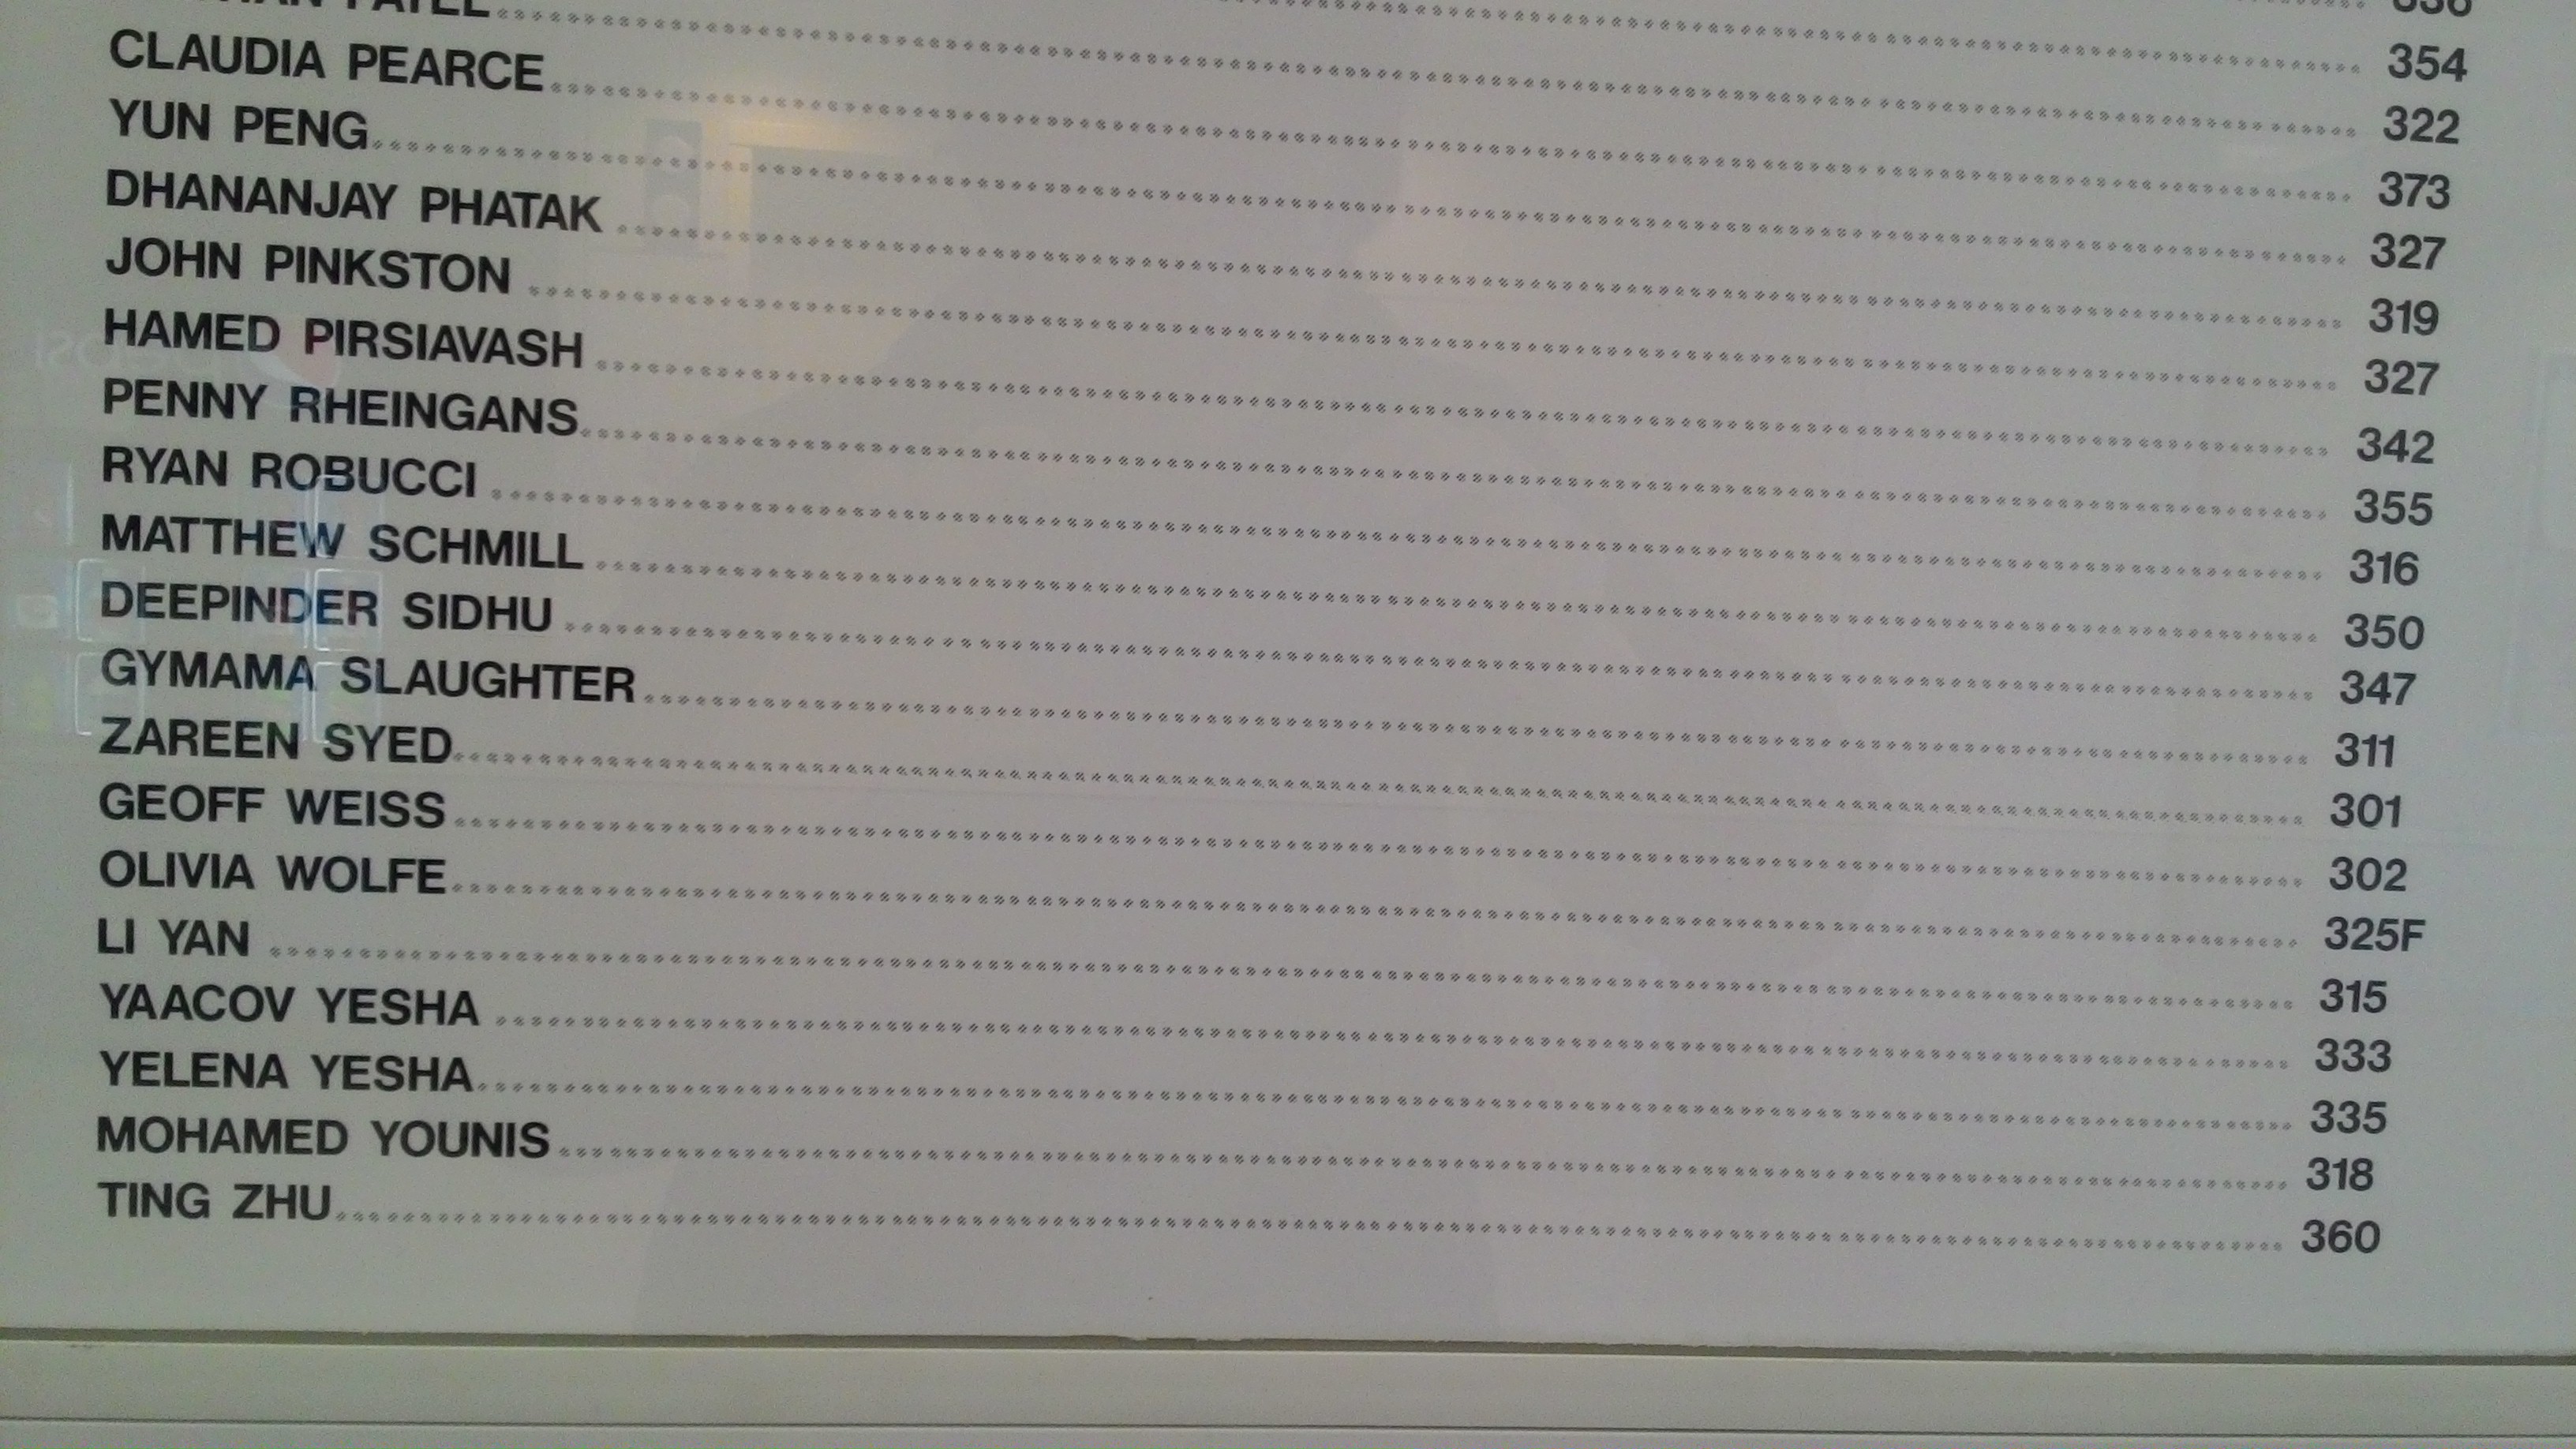 354
PATEL 322
CLAUDIA PEARCE 373
YUN PENG 327
DHANANJAY PHATAK 319
JOHN PINKSTON 327
HAMED PIRSIAVASH 342
PENNY RHEINGANS 355
RYAN ROBUCCI 316
MATTHEW SCHMILL 350
DEEPINDER SIDHU 347
GYMAMA SLAUGHTER 311
ZAREEN SYED 301
GEOFF WEISS 302
OLIVIA WOLFE 325F
LI YAN 315
YAACOV YESHA 333
YELENA YESHA 335
MOHAMED YOUNIS 318
TING ZHU 360